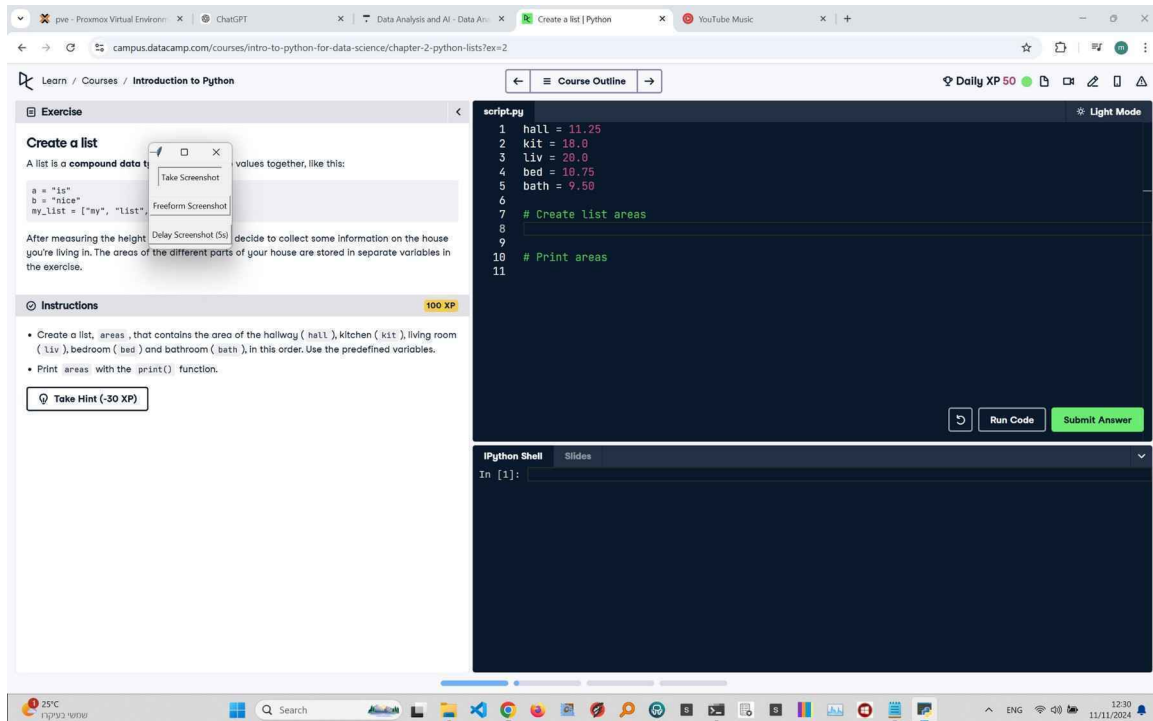 pve - Proxmox Virtual Environm
ChatGPT
Data Analysis and AI - Data An
Create a list | Python
YouTube Music
campus.datacamp.com/courses/intro-to-python-for-data-science/chapter-2-python-lists?ex=2
Learn / Courses / Introduction to Python
Course Outline
Daily XP 50
Exercise
Create a list
A list is a compound data t
values together, like this:
a = "is"
b = "nice"
my_list = ["my", "list",
After measuring the height
decide to collect some information on the house
you're living in. The areas of the different parts of your house are stored in separate variables in
the exercise.
Take Screenshot
Freeform Screenshot
Delay Screenshot (5s)
Instructions
100 XP
• Create a list, areas , that contains the area of the hallway ( hall ), kitchen ( kit ), living room
( liv ), bedroom ( bed ) and bathroom ( bath ), in this order. Use the predefined variables.
• Print areas with the print() function.
Take Hint (-30 XP)
script.py
Light Mode
1 hall = 11.25
2 kit = 18.0
3 liv = 20.0
4 bed = 10.75
5 bath = 9.50
6
7 # Create list areas
8
9
10 # Print areas
11
Run Code
Submit Answer
IPython Shell
Slides
In [1]:
1
25°C
שמשי בעיקרו
Search
ENG
12:30
11/11/2024